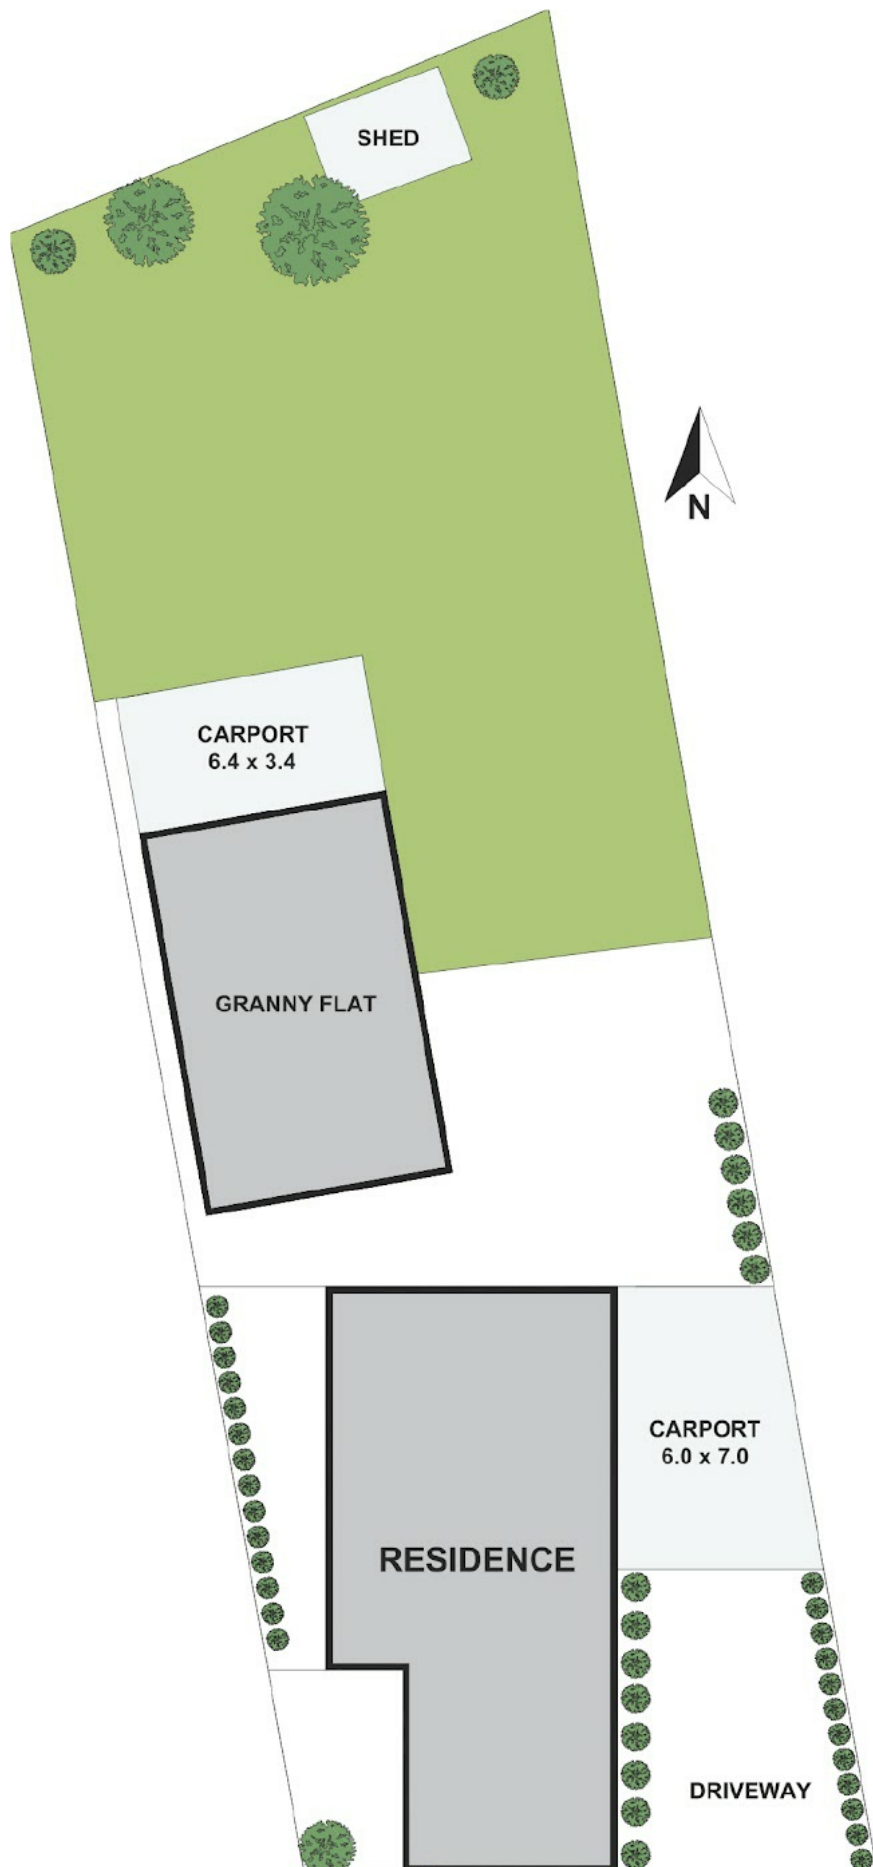 SHED
N
CARPORT
6.4 x 3.4
GRANNY FLAT
CARPORT
6.0 x 7.0
RESIDENCE
DRIVEWAY